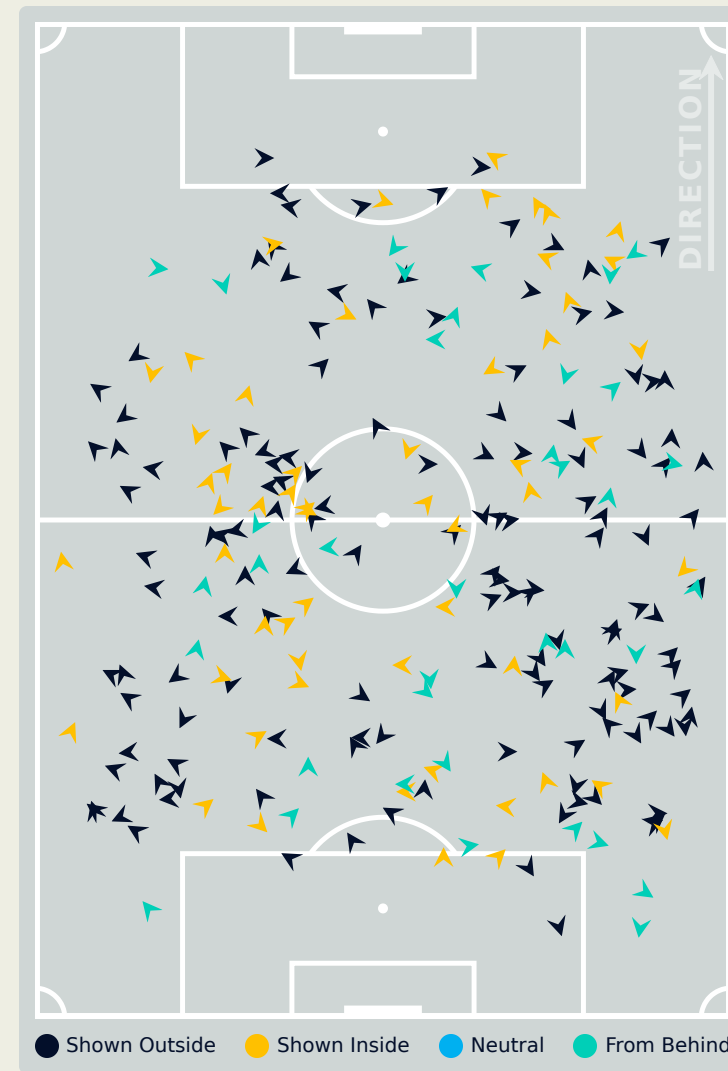 DIRECTION
Shown Outside
Shown Inside
Neutral
From Behind